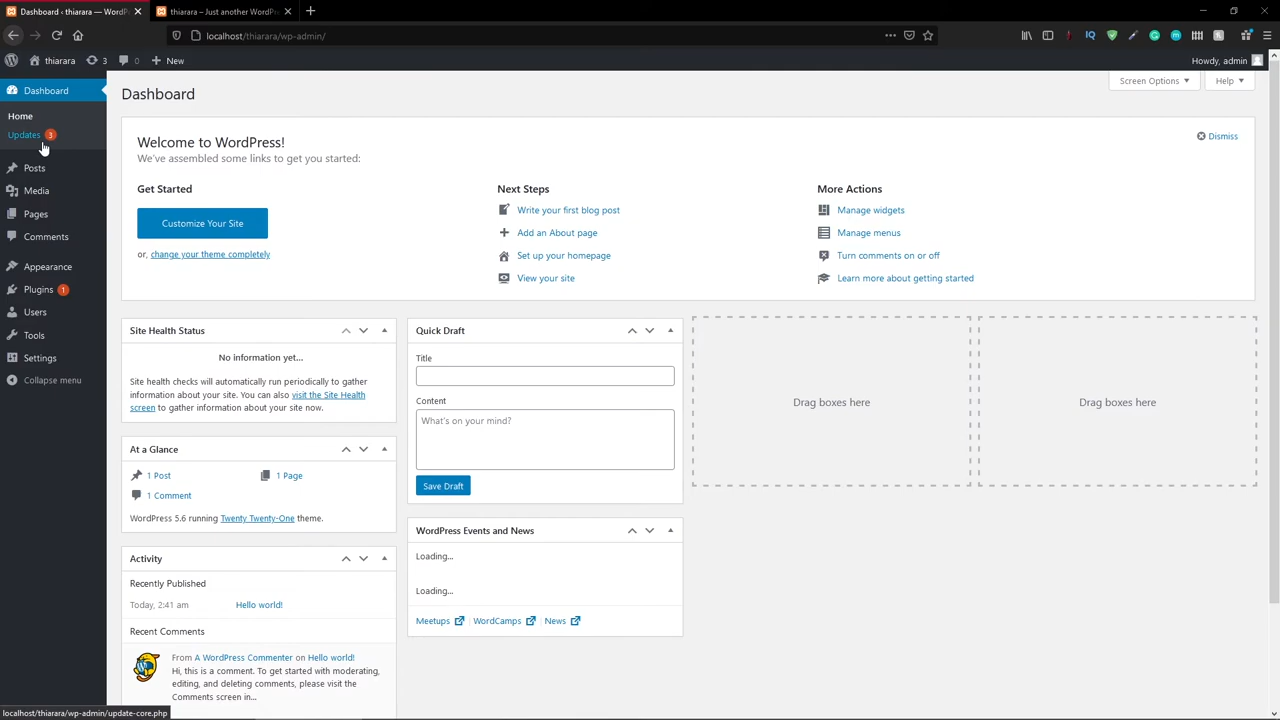 Dashboard ‹ thiarara — WordPr
thiarara – Just another WordPre
localhost/thiarara/wp-admin/
thiarara
3
0
New
Howdy, admin
Dashboard
Home
Updates 3
Posts
Media
Pages
Comments
Appearance
Plugins 1
Users
Tools
Settings
Collapse menu
Dashboard
Screen Options
Help
Welcome to WordPress!
We've assembled some links to get you started:
Dismiss
Get Started
Customize Your Site
or, change your theme completely
Next Steps
Write your first blog post
Add an About page
Set up your homepage
View your site
More Actions
Manage widgets
Manage menus
Turn comments on or off
Learn more about getting started
Site Health Status
No information yet...
Site health checks will automatically run periodically to gather
information about your site. You can also visit the Site Health
screen to gather information about your site now.
At a Glance
1 Post
1 Page
1 Comment
WordPress 5.6 running Twenty Twenty-One theme.
Activity
Recently Published
Today, 2:41 am
Hello world!
Recent Comments
From A WordPress Commenter on Hello world!
Hi, this is a comment. To get started with moderating,
editing, and deleting comments, please visit the
Comments screen in…
Quick Draft
Title
Content
What's on your mind?
Save Draft
WordPress Events and News
Loading...
Loading...
Meetups
WordCamps
News
Drag boxes here
Drag boxes here
localhost/thiarara/wp-admin/update-core.php